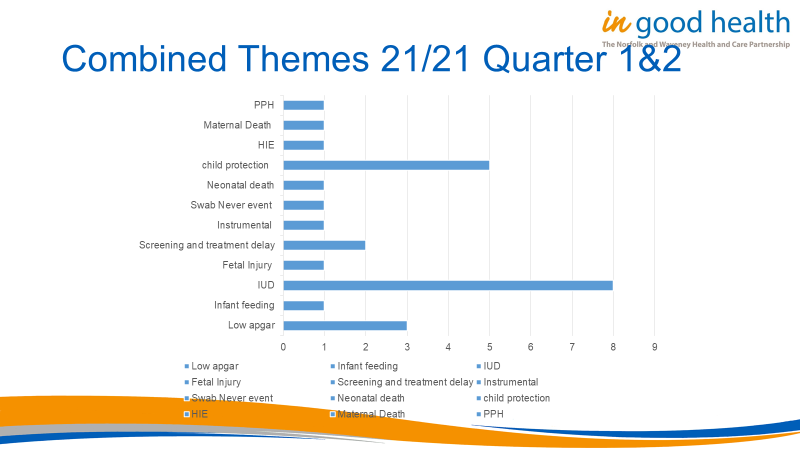 in good health
The Norfolk and Waveney Health and Care Partnership
Combined Themes 21/21 Quarter 1&2
PPH
Maternal Death
HIE
child protection
Neonatal death
Swab Never event
Instrumental
Screening and treatment delay
Fetal Injury
IUD
Infant feeding
Low apgar
0 1 2 3 4 5 6 7 8 9
Low apgar Infant feeding IUD
Fetal Injury Screening and treatment delay Instrumental
Swab Never event Neonatal death child protection
HIE Maternal Death PPH